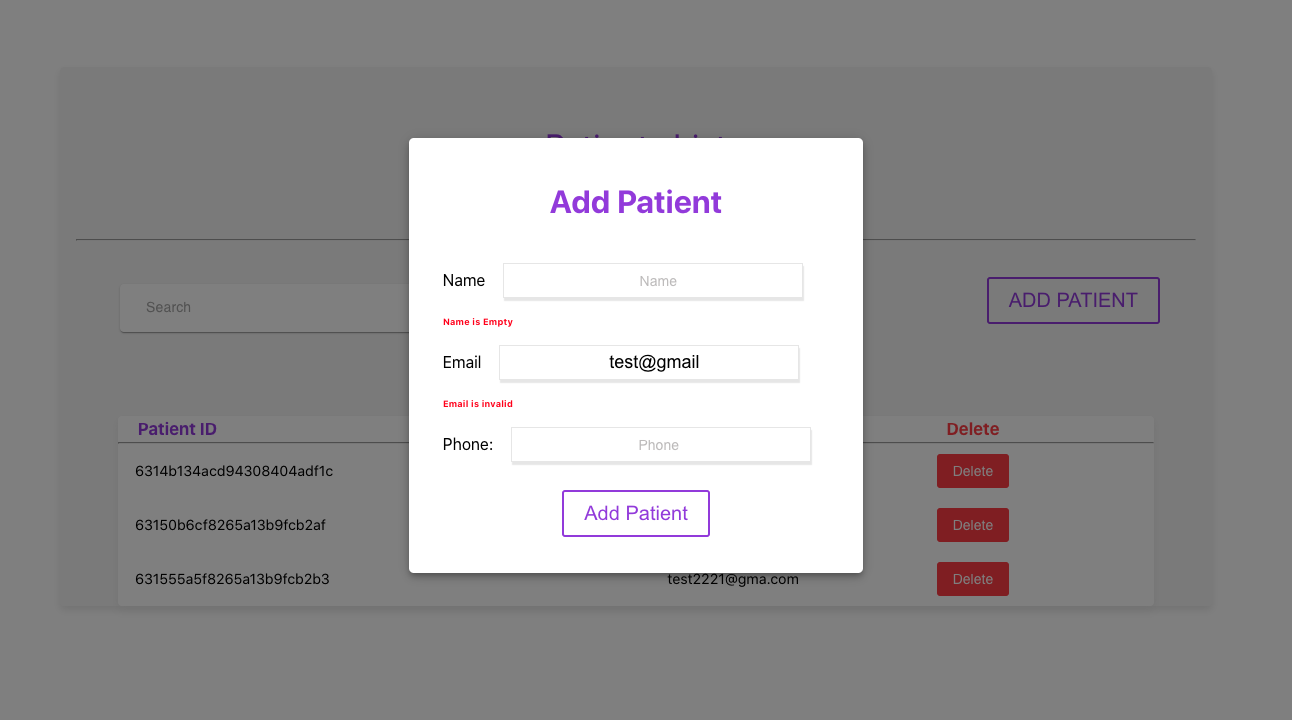 Add Patient
Search
ADD PATIENT
Name
Name
Name is Empty
Email
test@gmail
Email is invalid
Phone:
Phone
Add Patient
Patient ID
Delete
6314b134acd94308404adf1c
Delete
63150b6cf8265a13b9fcb2af
Delete
631555a5f8265a13b9fcb2b3
test2221@gma.com
Delete